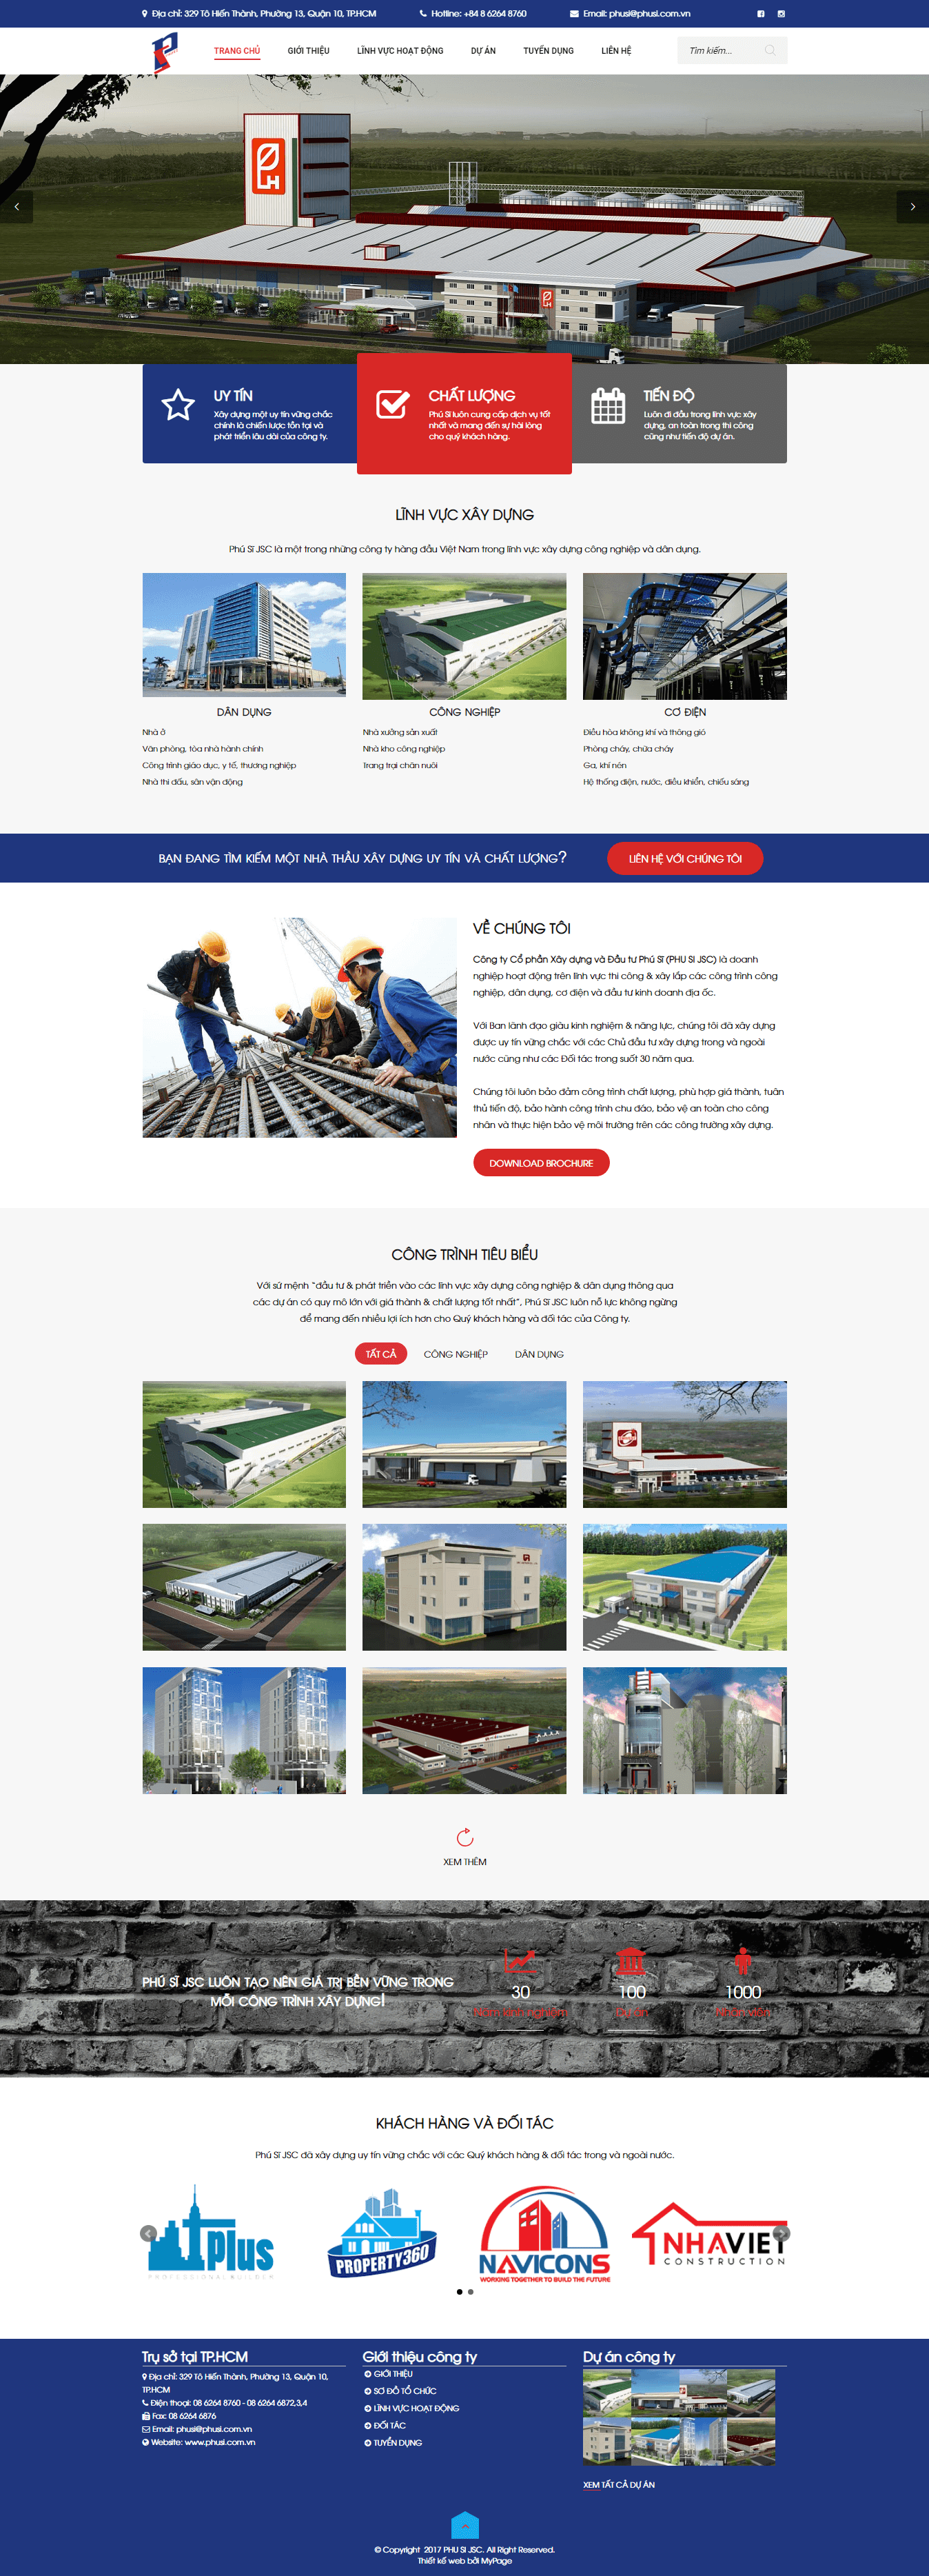 Địa chỉ: 329 Tô Hiến Thành, Phường 13, Quận 10, TP.HCM
Hotline: +84 8 6264 8760
Email: phusi@phusi.com.vn
TRANG CHỦ
GIỚI THIỆU
LĨNH VỰC HOẠT ĐỘNG
DỰ ÁN
TUYỂN DỤNG
LIÊN HỆ
Tìm kiếm...
UY TÍN
Xây dựng một uy tín vững chắc
chính là chiến lược tồn tại và
phát triển lâu dài của công ty.
CHẤT LƯỢNG
Phú Sĩ luôn cung cấp dịch vụ tốt
nhất và mang đến sự hài lòng
cho quý khách hàng.
TIẾN ĐỘ
Luôn đi đầu trong lĩnh vực xây
dựng, an toàn trong thi công
cũng như tiến độ dự án.
LĨNH VỰC XÂY DỰNG
Phú Sĩ JSC là một trong những công ty hàng đầu Việt Nam trong lĩnh vực xây dựng công nghiệp và dân dụng.
DÂN DỤNG
Nhà ở
Văn phòng, tòa nhà hành chính
Công trình giáo dục, y tế, thương nghiệp
Nhà thi đấu, sân vận động
CÔNG NGHIỆP
Nhà xưởng sản xuất
Nhà kho công nghiệp
Trang trại chăn nuôi
CƠ ĐIỆN
Điều hòa không khí và thông gió
Phòng cháy, chữa cháy
Ga, khí nén
Hệ thống điện, nước, điều khiển, chiếu sáng
BẠN ĐANG TÌM KIẾM MỘT NHÀ THẦU XÂY DỰNG UY TÍN VÀ CHẤT LƯỢNG?
LIÊN HỆ VỚI CHÚNG TÔI
VỀ CHÚNG TÔI
Công ty Cổ phần Xây dựng và Đầu tư Phú Sĩ (PHU SI JSC) là doanh
nghiệp hoạt động trên lĩnh vực thi công & xây lắp các công trình công
nghiệp, dân dụng, cơ điện và đầu tư kinh doanh địa ốc.
Với Ban lãnh đạo giàu kinh nghiệm & năng lực, chúng tôi đã xây dựng
được uy tín vững chắc với các Chủ đầu tư xây dựng trong và ngoài
nước cũng như các Đối tác trong suốt 30 năm qua.
Chúng tôi luôn bảo đảm công trình chất lượng, phù hợp giá thành, tuân
thủ tiến độ, bảo hành công trình chu đáo, bảo vệ an toàn cho công
nhân và thực hiện bảo vệ môi trường trên các công trường xây dựng.
DOWNLOAD BROCHURE
CÔNG TRÌNH TIÊU BIỂU
Với sứ mệnh "đầu tư & phát triển vào các lĩnh vực xây dựng công nghiệp & dân dụng thông qua
các dự án có quy mô lớn với giá thành & chất lượng tốt nhất", Phú Sĩ JSC luôn nỗ lực không ngừng
để mang đến nhiều lợi ích hơn cho Quý khách hàng và đối tác của Công ty.
TẤT CẢ
CÔNG NGHIỆP
DÂN DỤNG
XEM THÊM
PHÚ SĨ JSC LUÔN TẠO NÊN GIÁ TRỊ BỀN VỮNG TRONG
MỖI CÔNG TRÌNH XÂY DỰNG!
30
Năm kinh nghiệm
100
Dự án
1000
Nhân viên
KHÁCH HÀNG VÀ ĐỐI TÁC
Phú Sĩ JSC đã xây dựng uy tín vững chắc với các Quý khách hàng & đối tác trong và ngoài nước.
Plus
PROFESSIONAL BUILDER
PROPERTY360
NAVICONS
WORKING TOGETHER TO BUILD THE FUTURE
NHAVIET
CONSTRUCTION
Trụ sở tại TP.HCM
Địa chỉ: 329 Tô Hiến Thành, Phường 13, Quận 10,
TP.HCM
Điện thoại: 08 6264 8760 - 08 6264 6872,3,4
Fax: 08 6264 6876
Email: phusi@phusi.com.vn
Website: www.phusi.com.vn
Giới thiệu công ty
GIỚI THIỆU
SƠ ĐỒ TỔ CHỨC
LĨNH VỰC HOẠT ĐỘNG
ĐỐI TÁC
TUYỂN DỤNG
Dự án công ty
XEM TẤT CẢ DỰ ÁN
© Copyright 2017 PHU SI JSC. All Right Reserved.
Thiết kế web bởi MyPage